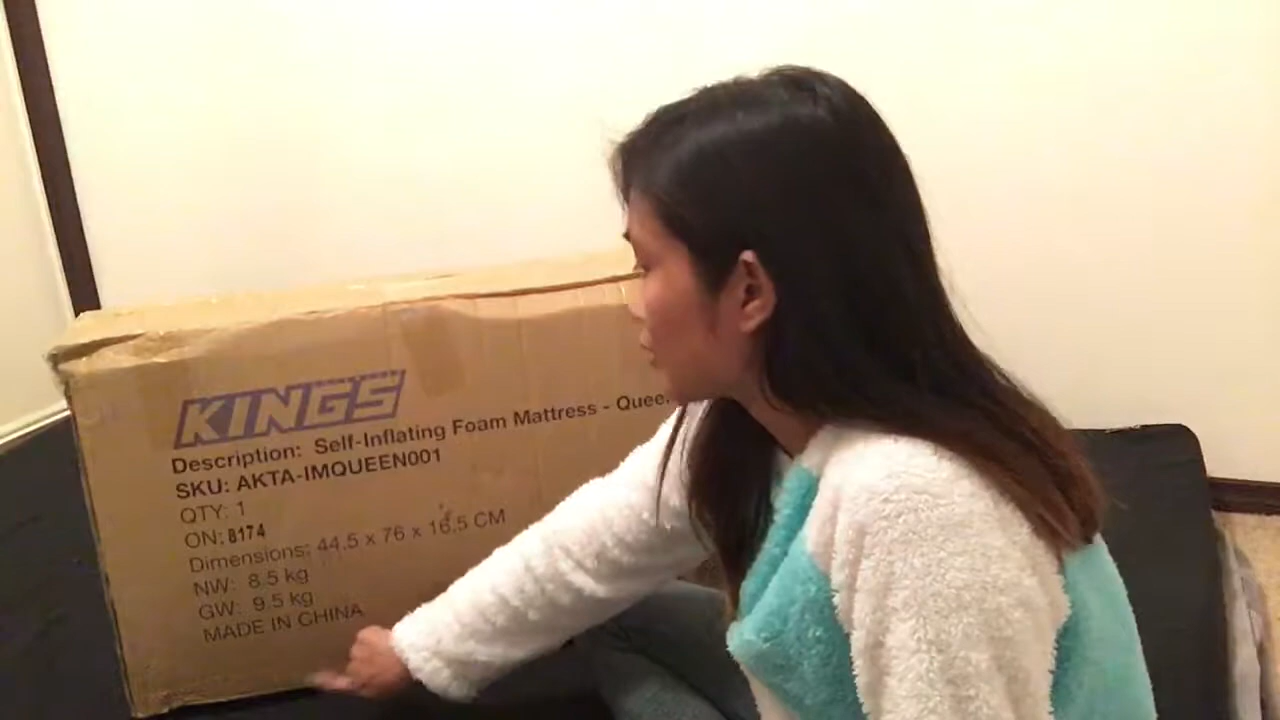 KINGS
Description: Self-Inflating Foam Mattress - Quee
SKU: AKTA-IMQUEEN001
QTY: 1
ON: 8174
Dimensions: 44.5 x 76 x 16.5 CM
NW: 8.5 kg
GW: 9.5 kg
MADE IN CHINA